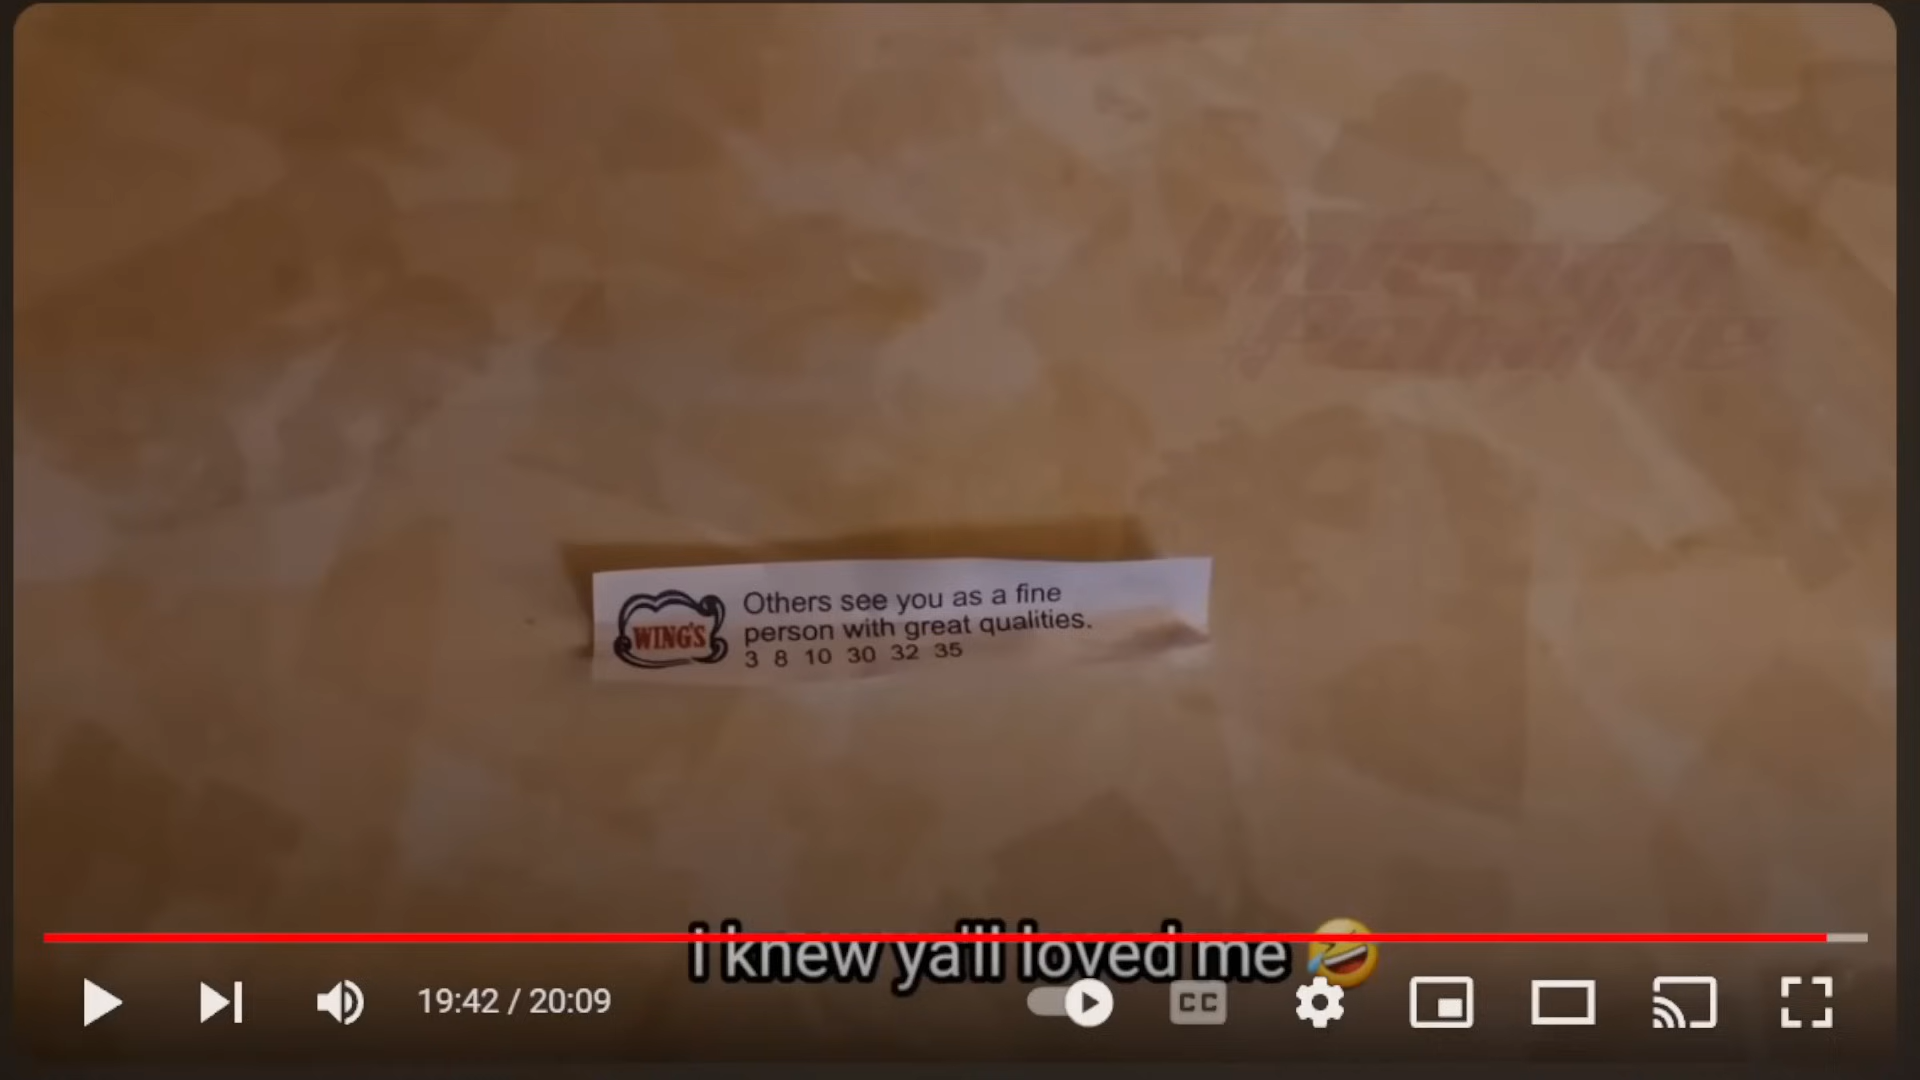 WING'S
Others see you as a fine
person with great qualities.
3 8 10 30 32 35
I knew ya'll loved me 🤣
19:42 / 20:09
CC